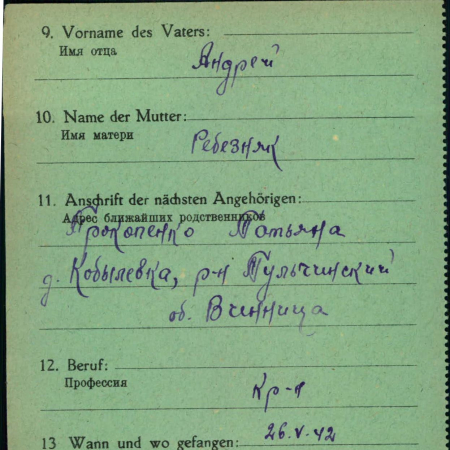 9. Vorname des Vaters:
Имя отца
Андрей
10. Name der Mutter:
Имя матери
Ребезняк
11. Anschrift der nächsten Angehörigen:
Адрес ближайших родственников
Прокопенко Татьяна
д. Кобылевка, р-н Тульчинский
об. Винница
12. Beruf:
Профессия
Кр-я
13 Wann und wo gefangen:
26.V.42